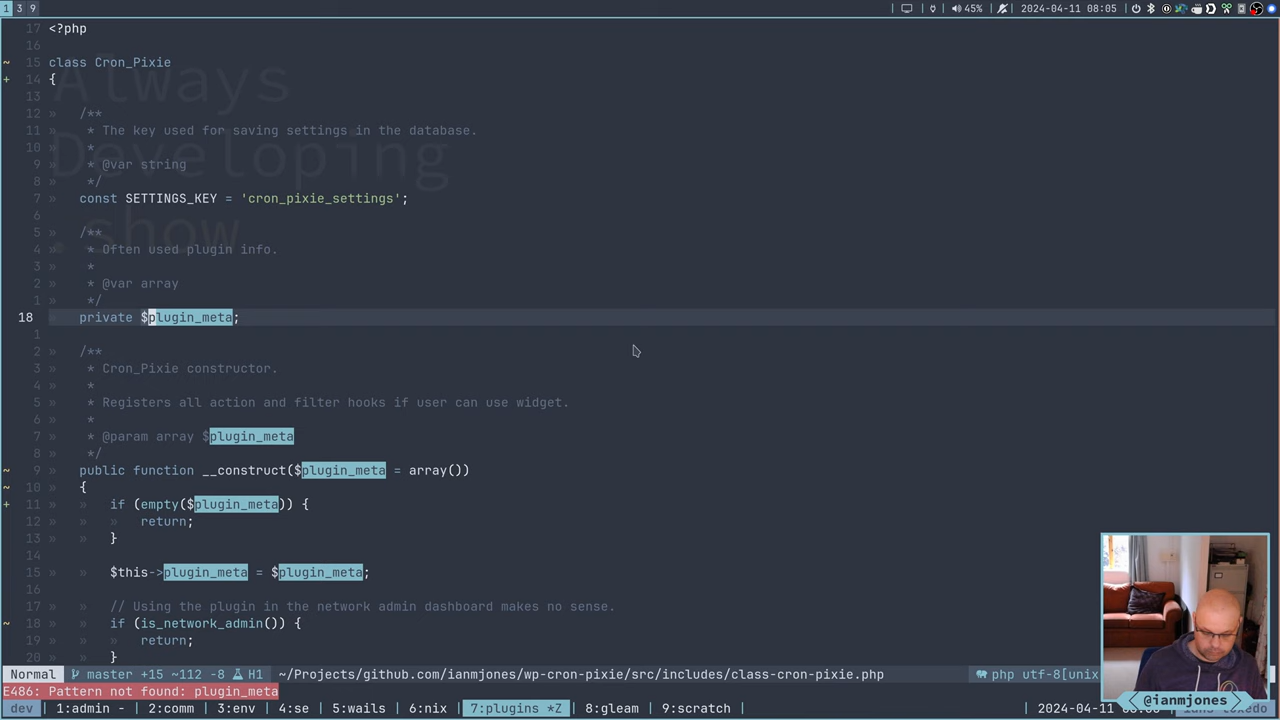 1 3 9 45% 2024-04-11 08:05
17 <?php
16
~ 15 class Cron_Pixie
+ 14 {
13
12 » /**
11 » * The key used for saving settings in the database.
10 » *
9 » * @var string
8 » */
7 » const SETTINGS_KEY = 'cron_pixie_settings';
6
5 » /**
4 » * Often used plugin info.
3 » *
2 » * @var array
1 » */
18 » private $plugin_meta;
1
2 » /**
3 » * Cron_Pixie constructor.
4 » *
5 » * Registers all action and filter hooks if user can use widget.
6 » *
7 » * @param array $plugin_meta
8 » */
~ 9 » public function __construct($plugin_meta = array())
~ 10 » {
+ 11 » » if (empty($plugin_meta)) {
12 » » » return;
13 » » }
14
15 » » $this->plugin_meta = $plugin_meta;
16
17 » » // Using the plugin in the network admin dashboard makes no sense.
~ 18 » » if (is_network_admin()) {
19 » » » return;
20 » » }
Always
Developing
. show
Normal master +15 ~112 -8 H1 ~/Projects/github.com/ianmjones/wp-cron-pixie/src/includes/class-cron-pixie.php php utf-8[unix
E486: Pattern not found: plugin_meta
dev 1:admin - 2:comm 3:env 4:se 5:wails 6:nix 7:plugins *Z 8:gleam 9:scratch 2024-04-11 08:05
@ianmjones